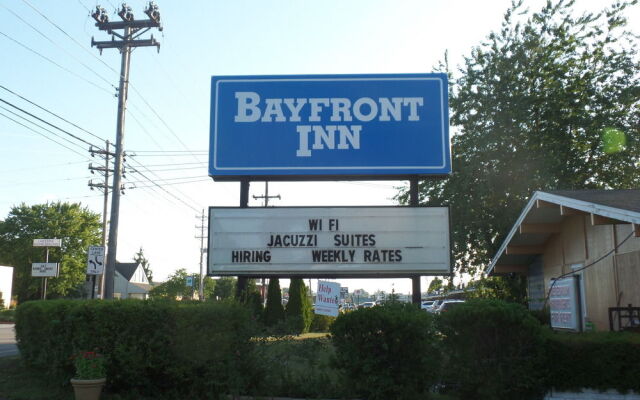 BAYFRONT
INN
WI FI
JACUZZI SUITES
HIRING WEEKLY RATES
Help
Wanted